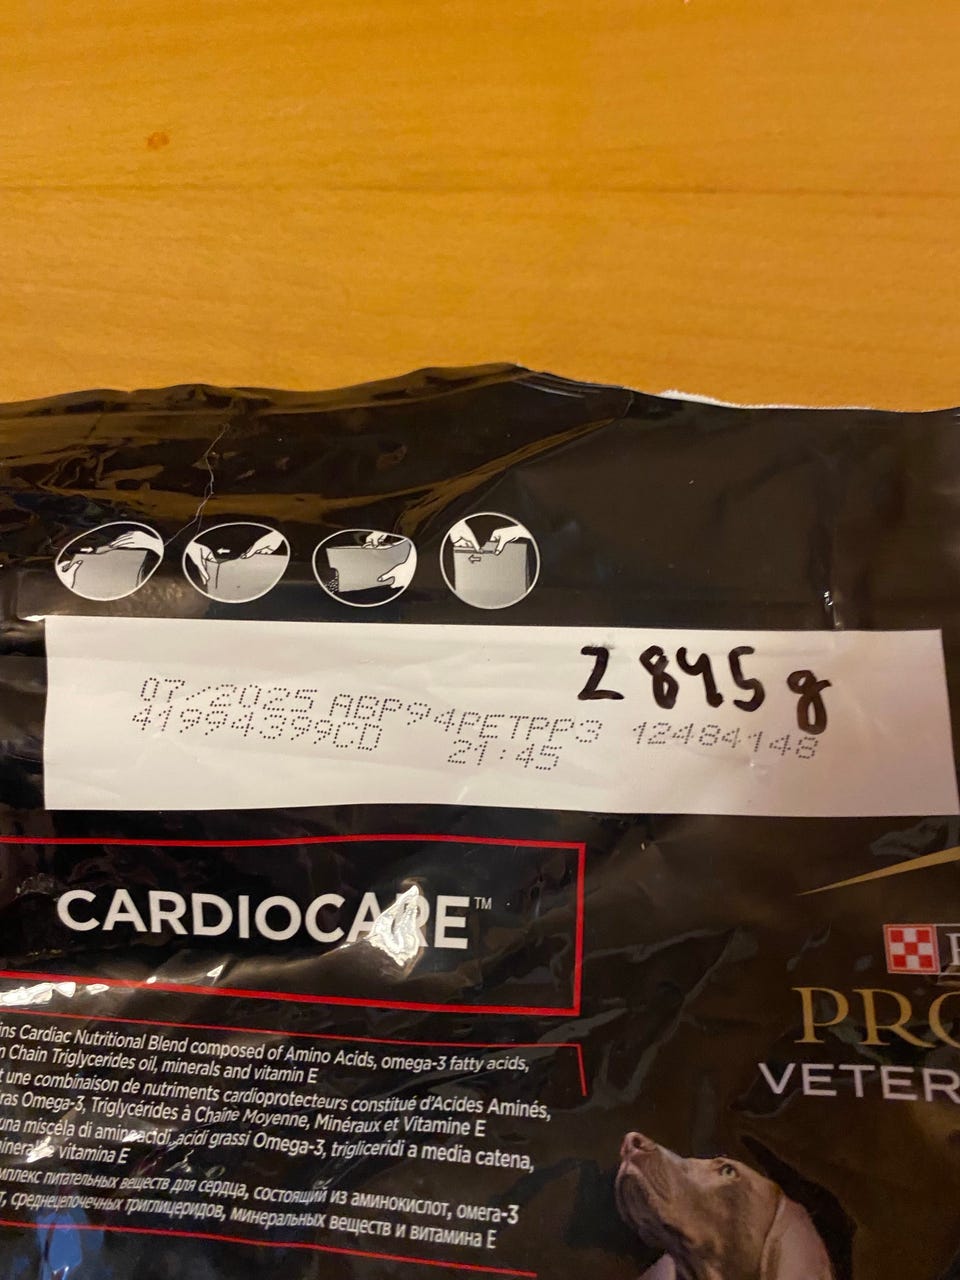 2845g
07/2025 ABP94PETPP3 12484148
41994399CD 21:45
CARDIOCARE™
Cardiac Nutritional Blend composed of Amino Acids, omega-3 fatty acids,
Chain Triglycerides oil, minerals and vitamin E
une combinaison de nutriments cardioprotecteurs constitué d'Acides Aminés,
Omega-3, Triglycérides à Chaîne Moyenne, Minéraux et Vitamine E
una miscela di aminoacidi, acidi grassi Omega-3, trigliceridi a media catena,
vitamina E
питательных веществ для сердца, состоящий из аминокислот, омега-3
среднецепочечных триглицеридов, минеральных веществ и витамина E
PRO
VETER